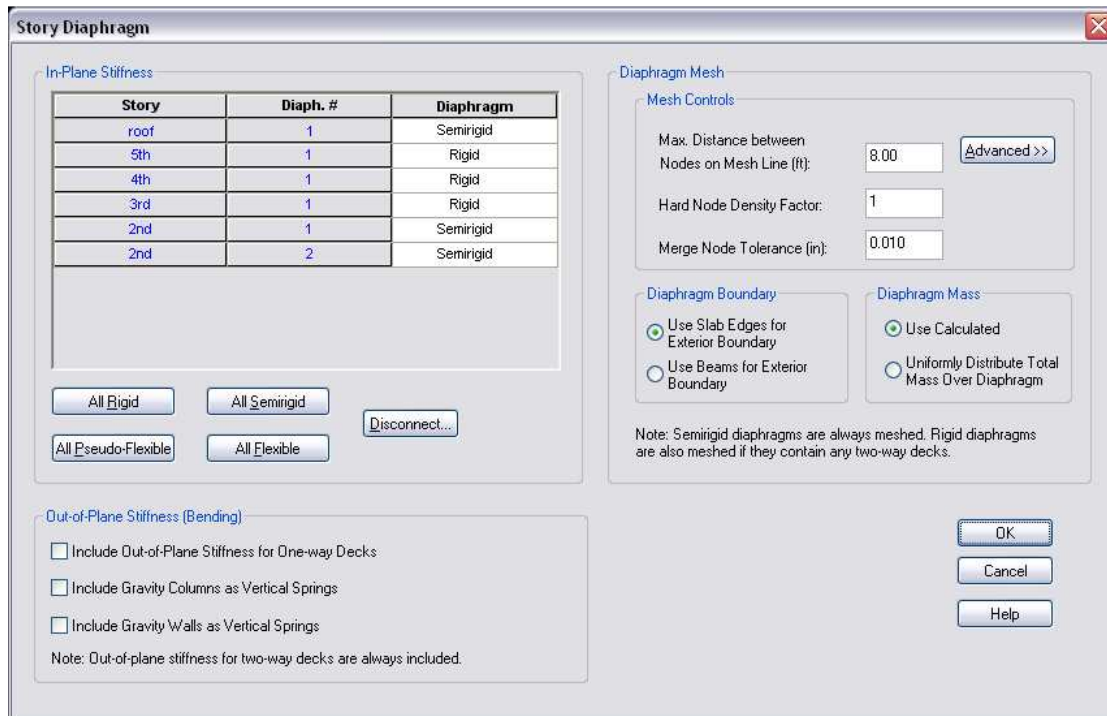 Story Diaphragm
In-Plane Stiffness
Story Diaph. # Diaphragm
roof 1 Semirigid
5th 1 Rigid
4th 1 Rigid
3rd 1 Rigid
2nd 1 Semirigid
2nd 2 Semirigid
All Rigid All Semirigid
Disconnect...
All Pseudo-Flexible All Flexible
Out-of-Plane Stiffness (Bending)
Include Out-of-Plane Stiffness for One-way Decks
Include Gravity Columns as Vertical Springs
Include Gravity Walls as Vertical Springs
Note: Out-of-plane stiffness for two-way decks are always included.
Diaphragm Mesh
Mesh Controls
Max. Distance between
Nodes on Mesh Line (ft): 8.00 Advanced >>
Hard Node Density Factor: 1
Merge Node Tolerance (in): 0.010
Diaphragm Boundary
Use Slab Edges for
Exterior Boundary
Use Beams for Exterior
Boundary
Diaphragm Mass
Use Calculated
Uniformly Distribute Total
Mass Over Diaphragm
Note: Semirigid diaphragms are always meshed. Rigid diaphragms
are also meshed if they contain any two-way decks.
OK
Cancel
Help